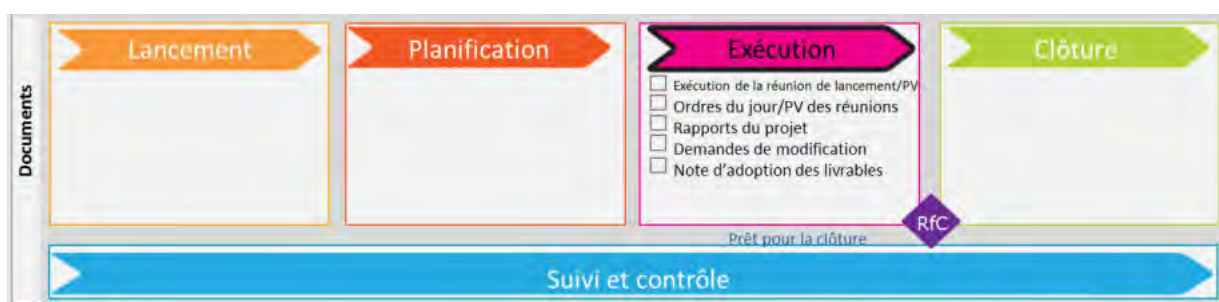 Lancement
Planification
Exécution
Clôture
Documents
Exécution de la réunion de lancement/PV
Ordres du jour/PV des réunions
Rapports du projet
Demandes de modification
Note d'adoption des livrables
RfC
Prêt pour la clôture
Suivi et contrôle